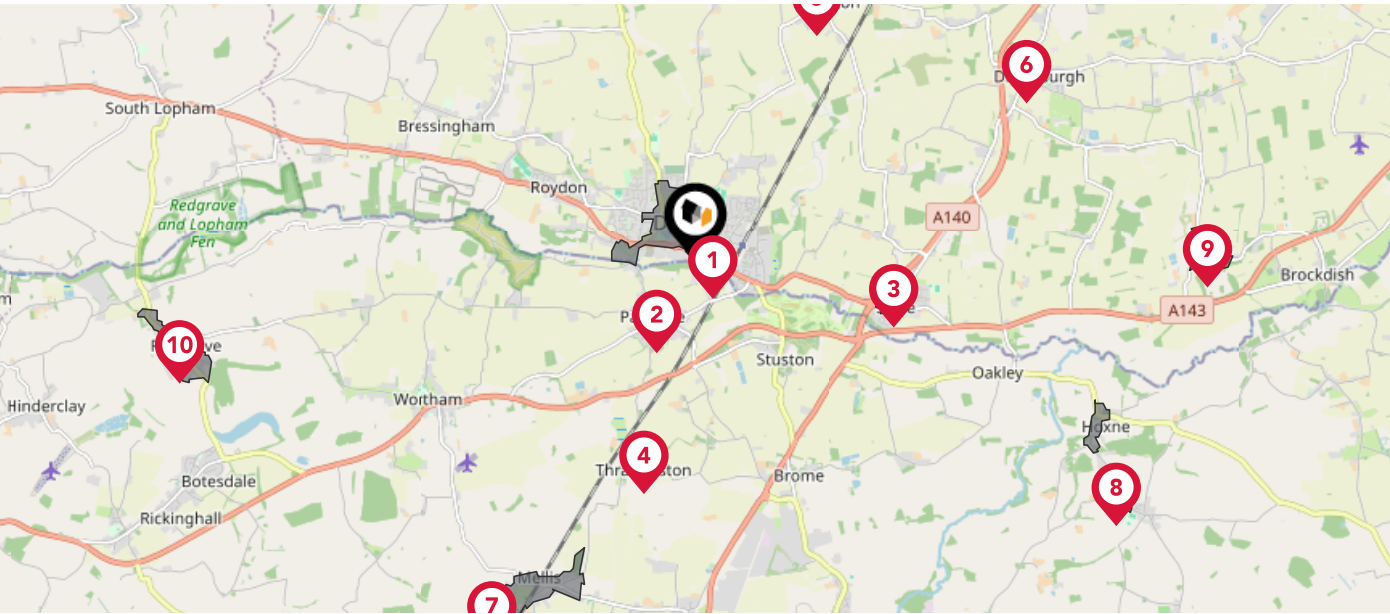 6
South Lopham
Bressingham
Roydon
Redgrave
and Lopham
Fen
A140
1
9
Brockdish
3
A143
2
10
Stuston
Oakley
Hinderclay
Wortham
Hoxne
4
Brome
8
Botesdale
Rickinghall
Mellis
7